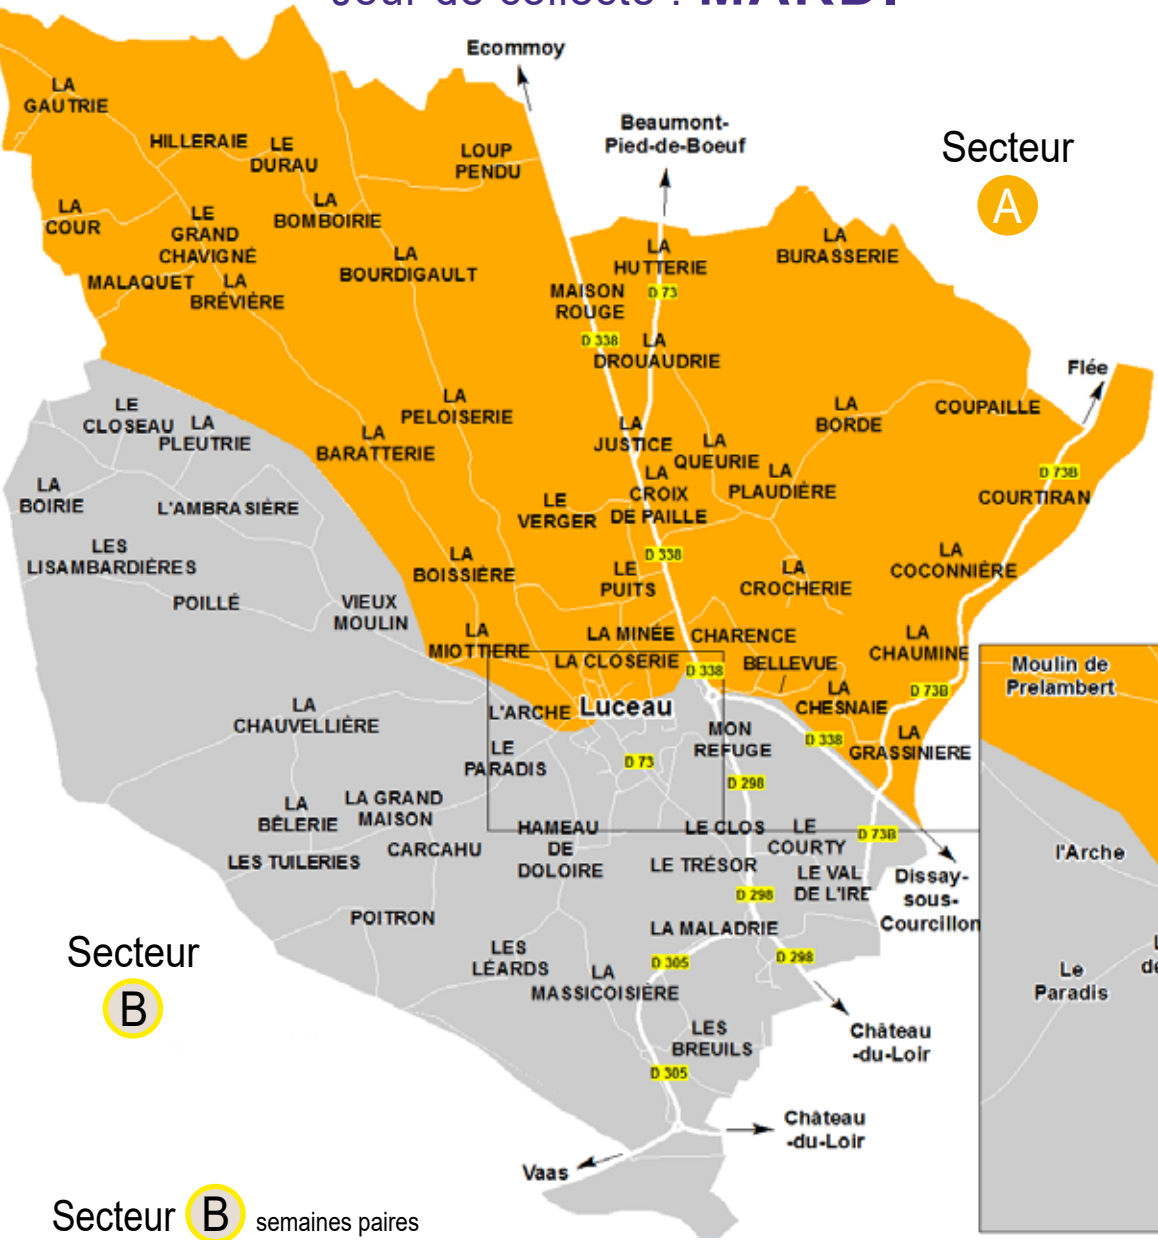 Jour de collecte : MARDI
Ecommoy
Beaumont-
Pied-de-Boeuf
Secteur
A
LA
GAUTRIE
HILLERAIE
LE
DURAU
LOUP
PENDU
LA
COUR
LE
GRAND
CHAVIGNÉ
LA
BOMBOIRIE
LA
BOURDIGAULT
MALAQUET
LA
BRÉVIÈRE
LA
HUTTERIE
LA
BURASSERIE
MAISON
ROUGE
D 73
D 338
LA
DROUAUDRIE
Flée
LE
CLOSEAU
LA
PLEUTRIE
LA
PELOISERIE
LA
BARATTERIE
LA
JUSTICE
LA
QUEURIE
LA
BORDE
COUPAILLE
LA
BOIRIE
L'AMBRASIÈRE
LE
VERGER
LA
CROIX
DE PAILLE
LA
PLAUDIÈRE
D 73B
COURTIRAN
LES
LISAMBARDIÈRES
POILLÉ
VIEUX
MOULIN
LA
BOISSIÈRE
D 338
LE
PUITS
LA
CROCHERIE
LA
COCONNIÈRE
LA
MIOTTIERE
LA MINÉE
CHARENCE
LA CLOSERIE
D 338
BELLEVUE
LA
CHAUMINE
LA
CHESNAIE
D 73B
Moulin de
Prelambert
LA
CHAUVELLIÈRE
L'ARCHE
Luceau
MON
REFUGE
D 338
LA
GRASSINIERE
LE
PARADIS
D 73
D 298
LA
BÊLERIE
LA GRAND
MAISON
CARCAHU
LES TUILERIES
HAMEAU
DE
DOLOIRE
LE CLOS
LE
COURTY
D 73B
LE TRÉSOR
LE VAL
DE L'IRE
D 298
Dissay-
sous-
Courcillon
l'Arche
POITRON
LA MALADRIE
LES
LÉARDS
LA
MASSICOISIÈRE
D 305
D 298
Le
Paradis
Secteur
B
LES
BREUILS
Château
-du-Loir
D 305
Château
-du-Loir
Vaas
Secteur B semaines paires